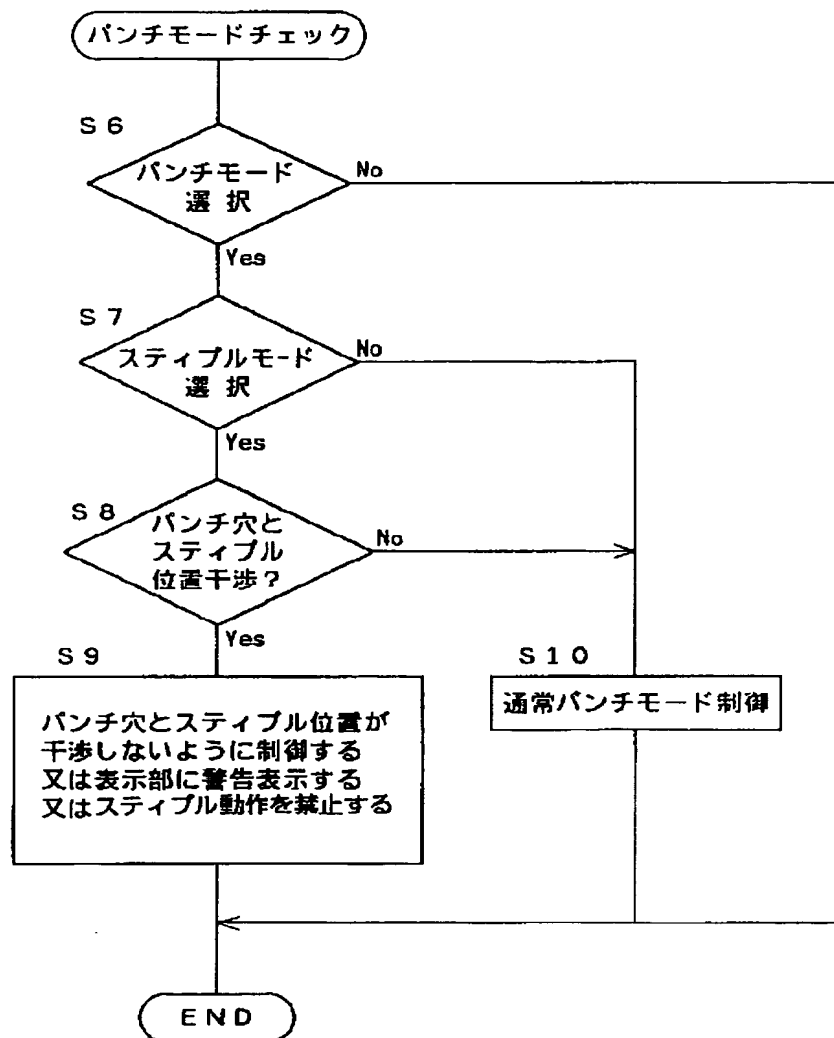 パンチモードチェック
S6
パンチモード
選択
No
Yes
S7
スティプルモード
選択
No
Yes
S8
パンチ穴と
スティプル
位置干渉?
No
Yes
S9
パンチ穴とスティプル位置が
干渉しないように制御する
又は表示部に警告表示する
又はスティプル動作を禁止する
S10
通常パンチモード制御
END